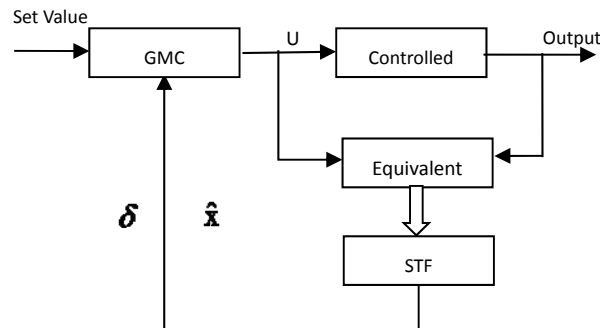 Set Value
GMC
U
Controlled
Output
Equivalent
δ x̂
STF